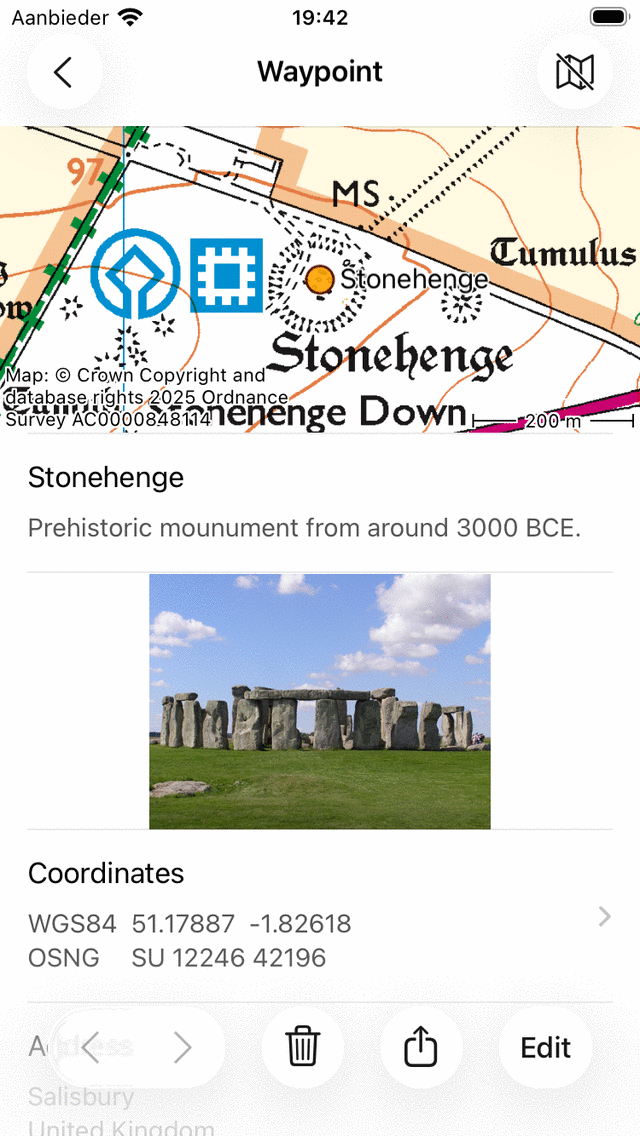 Aanbieder 19:42
Waypoint
97
MS
Tumulus
Stonehenge
Stonehenge
Map: © Crown Copyright and
database rights 2025 Ordnance
Survey AC0000848114
Down
200 m
Stonehenge
Prehistoric mounument from around 3000 BCE.
Coordinates
WGS84 51.17887 -1.82618
OSNG SU 12246 42196
Edit
Salisbury
United Kingdom